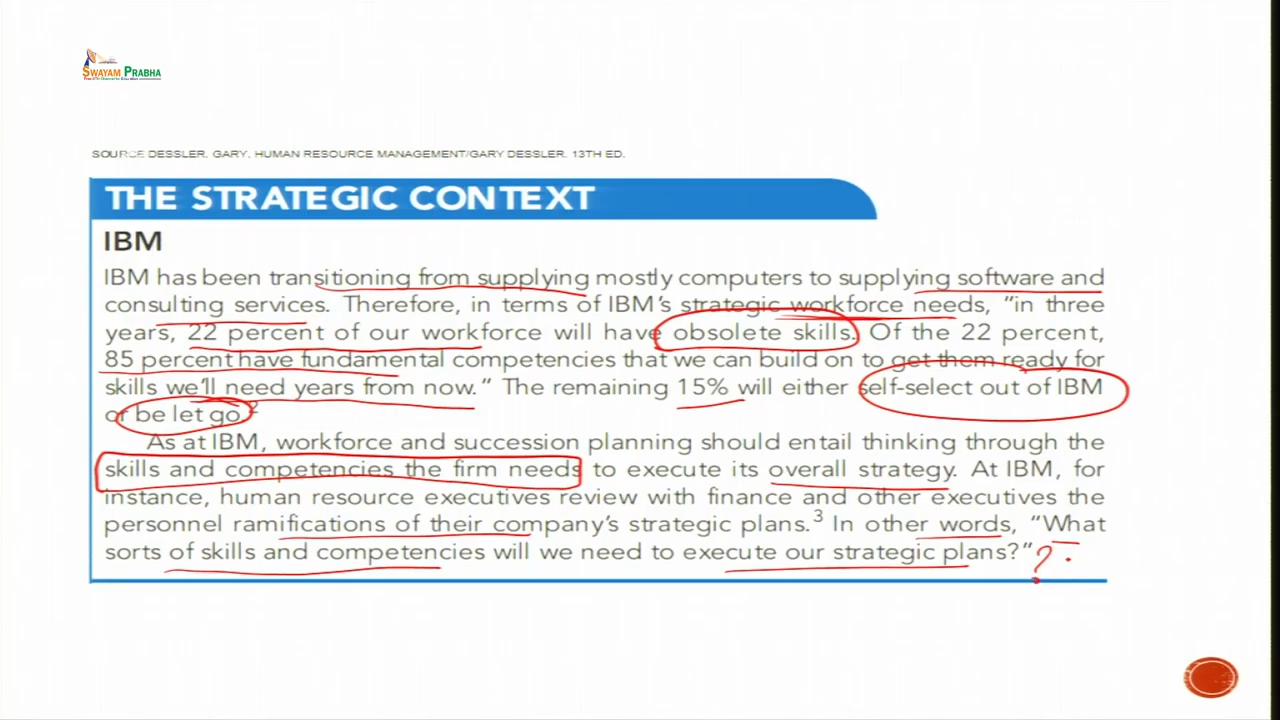 SWAYAM PRABHA
SOURCE DESSLER, GARY, HUMAN RESOURCE MANAGEMENT/GARY DESSLER. 13TH ED.
THE STRATEGIC CONTEXT
IBM
IBM has been transitioning from supplying mostly computers to supplying software and
consulting services. Therefore, in terms of IBM's strategic workforce needs, "in three
years, 22 percent of our workforce will have obsolete skills. Of the 22 percent,
85 percent have fundamental competencies that we can build on to get them ready for
skills we'll need years from now." The remaining 15% will either self-select out of IBM
or be let go.2
As at IBM, workforce and succession planning should entail thinking through the
skills and competencies the firm needs to execute its overall strategy. At IBM, for
instance, human resource executives review with finance and other executives the
personnel ramifications of their company's strategic plans.3 In other words, "What
sorts of skills and competencies will we need to execute our strategic plans?" ?